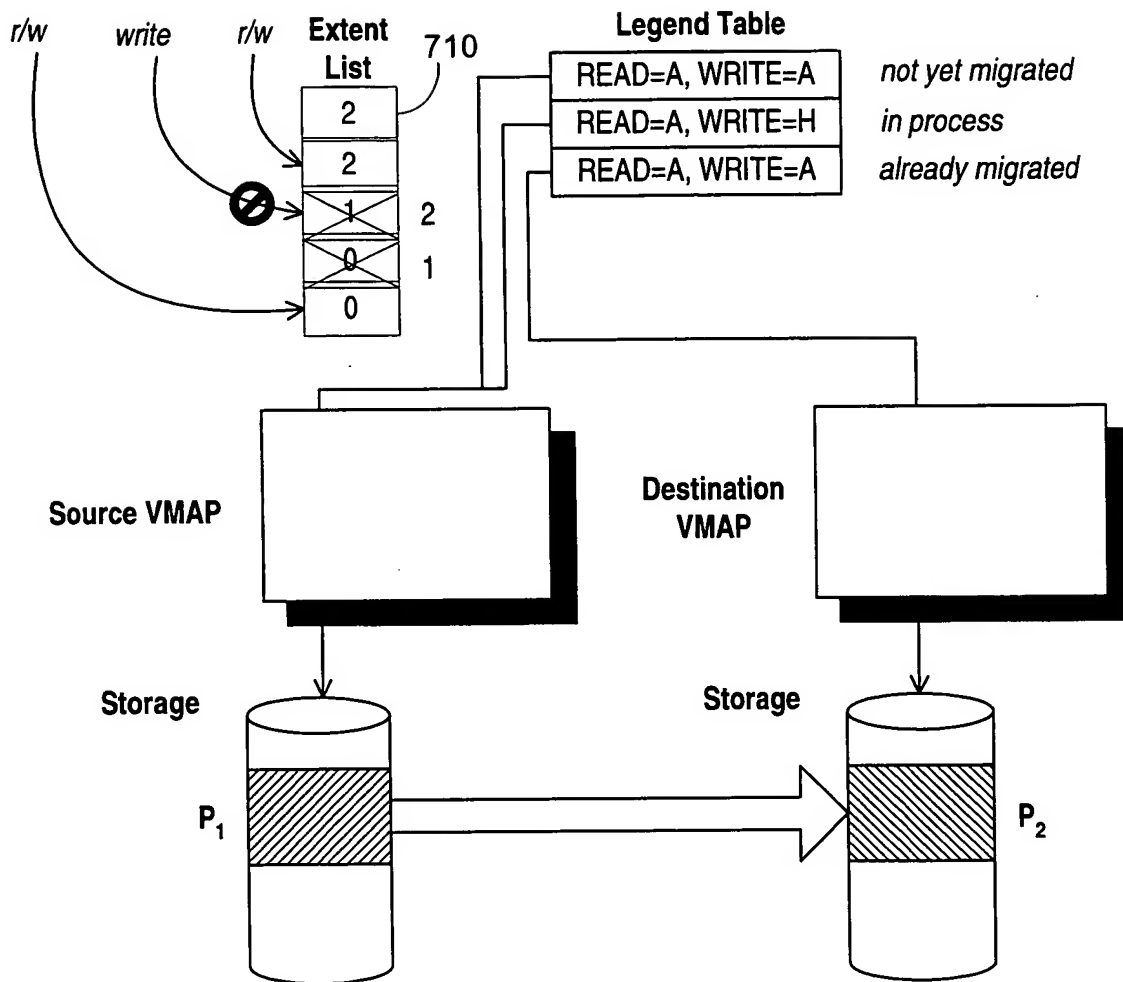 r/w
write
r/w
Extent
List
710
2
2
1
2
0
1
0
Legend Table
READ=A, WRITE=A
not yet migrated
READ=A, WRITE=H
in process
READ=A, WRITE=A
already migrated
Source VMAP
Destination
VMAP
Storage
Storage
P₁
P₂